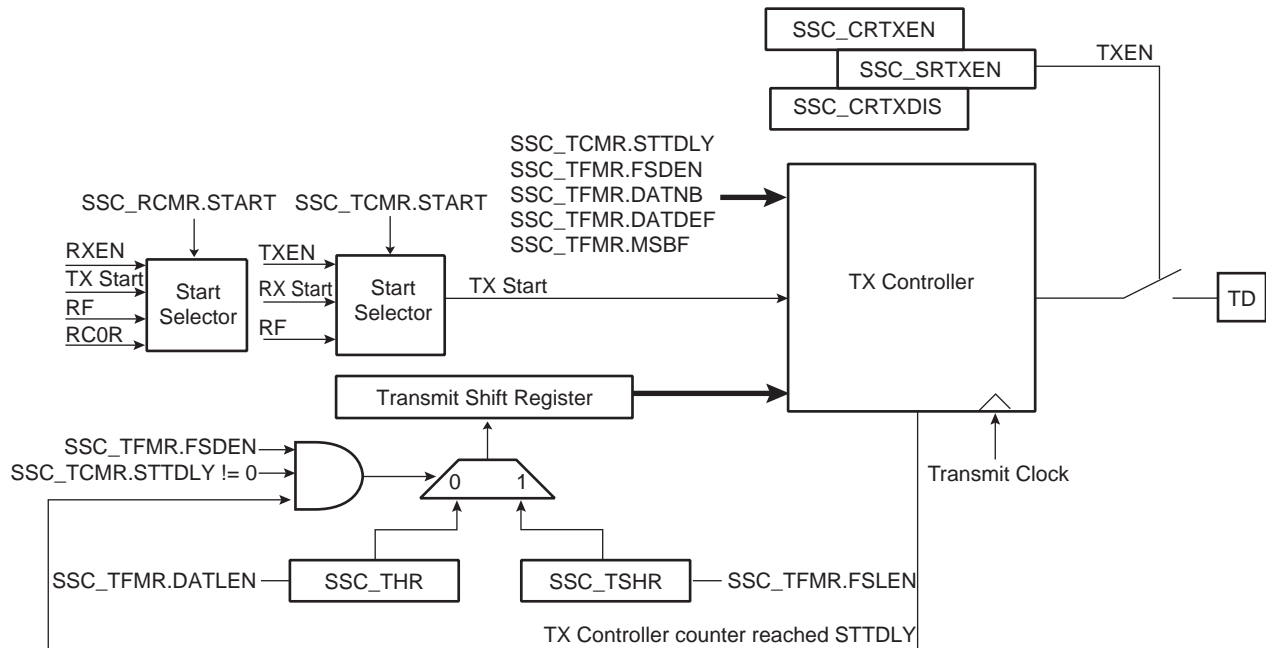 SSC_CRTXEN
SSC_SRTXEN
TXEN
SSC_CRTXDIS
SSC_TCMR.STTDLY
SSC_TFMR.FSDEN
SSC_TFMR.DATNB
SSC_TFMR.DATDEF
SSC_TFMR.MSBF
SSC_RCMR.START
SSC_TCMR.START
RXEN
TX Start
RF
RC0R
Start
Selector
TXEN
RX Start
RF
Start
Selector
TX Start
TX Controller
TD
Transmit Shift Register
Transmit Clock
SSC_TFMR.FSDEN
SSC_TCMR.STTDLY != 0
0
1
SSC_TFMR.DATLEN
SSC_THR
SSC_TSHR
SSC_TFMR.FSLEN
TX Controller counter reached STTDLY